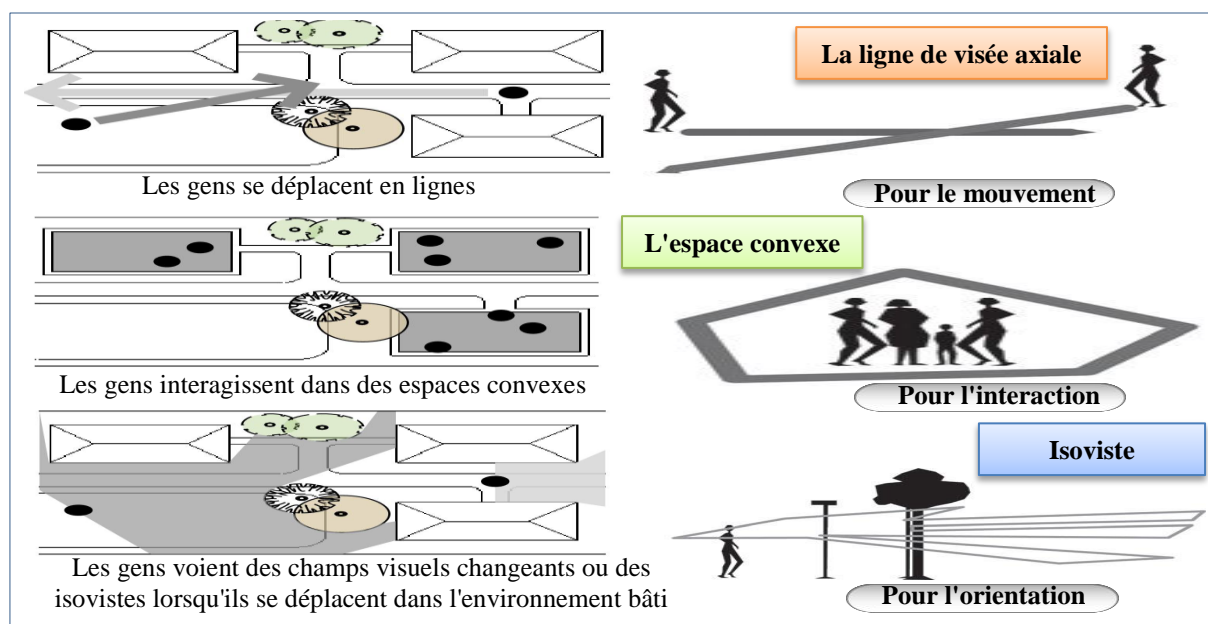 La ligne de visée axiale
Les gens se déplacent en lignes
Pour le mouvement
L'espace convexe
Les gens interagissent dans des espaces convexes
Pour l'interaction
Isoviste
Les gens voient des champs visuels changeants ou des
isovistes lorsqu'ils se déplacent dans l'environnement bâti
Pour l'orientation